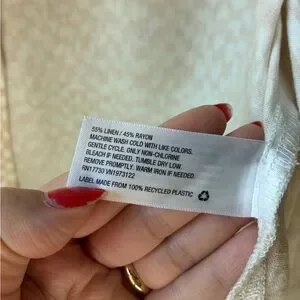 55% LINEN / 45% RAYON
MACHINE WASH COLD WITH LIKE COLORS.
GENTLE CYCLE. ONLY NON-CHLORINE
BLEACH IF NEEDED. TUMBLE DRY LOW.
REMOVE PROMPTLY. WARM IRON IF NEEDED.
RN17730 VN1973122
LABEL MADE FROM 100% RECYCLED PLASTIC